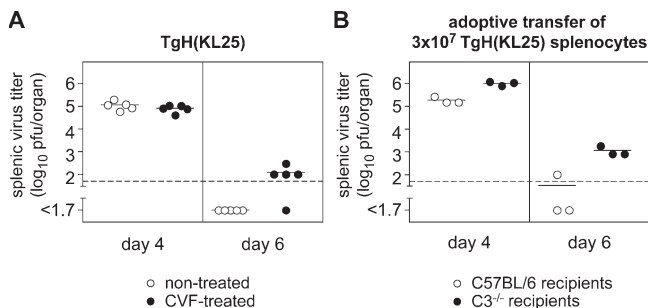 A
TgH(KL25)
splenic virus titer
(log10 pfu/organ)
6
5
4
3
2
<1.7
day 4
day 6
○ non-treated
● CVF-treated
B
adoptive transfer of
3x10⁷ TgH(KL25) splenocytes
splenic virus titer
(log₁₀ pfu/organ)
6
5
4
3
2
<1.7
day 4
day 6
○ C57BL/6 recipients
● C3⁻/⁻ recipients